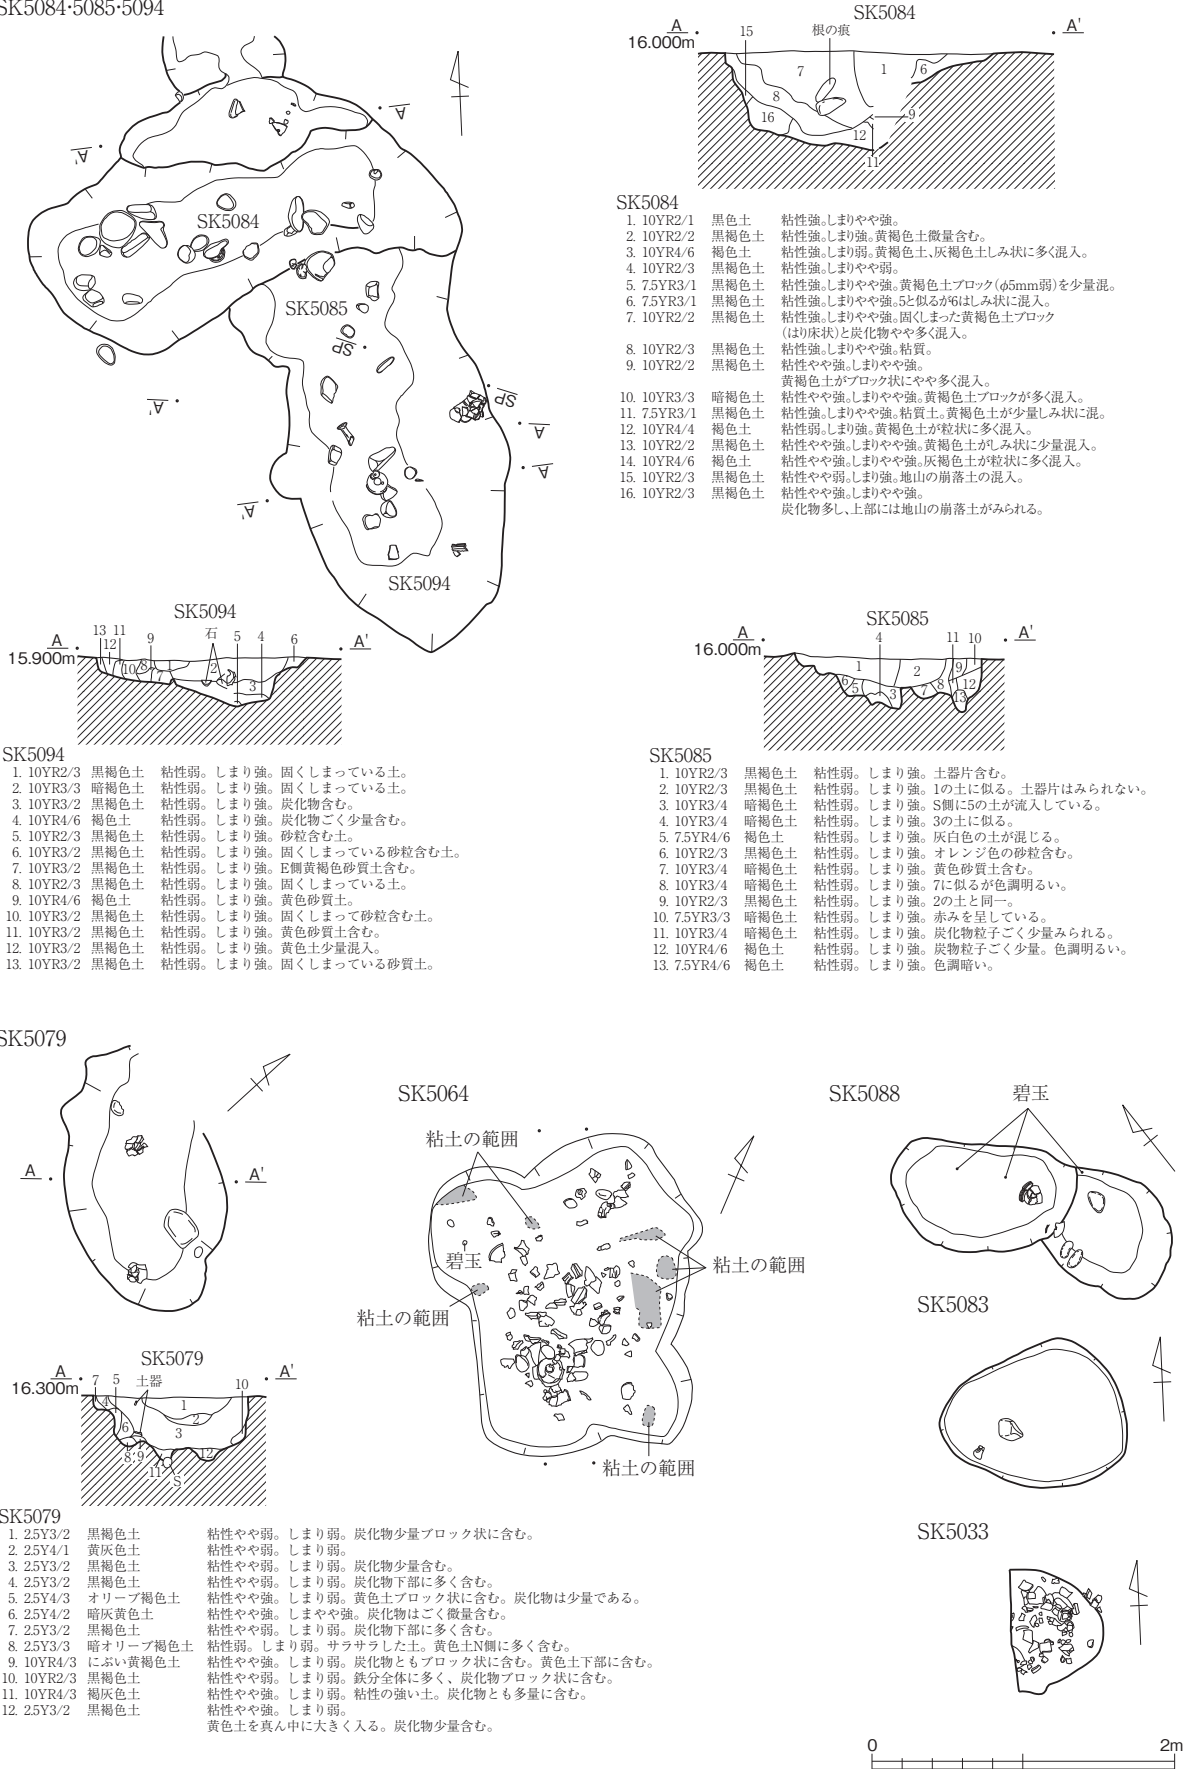 SK5084・5085・5094
A
A'
SK5084
SK5085
SP
SP
A'
A
A
A'
SK5094
SK5084
A
16.000m
A'
15
根の痕
7
1
6
8
16
9
12
11
SK5084
1. 10YR2/1 黒色土 粘性強。しまりやや強。
2. 10YR2/2 黒褐色土 粘性強。しまり強。黄褐色土微量含む。
3. 10YR4/6 褐色土 粘性強。しまり弱。黄褐色土、灰褐色土しみ状に多く混入。
4. 10YR2/3 黒褐色土 粘性強。しまりやや弱。
5. 7.5YR3/1 黒褐色土 粘性強。しまりやや強。黄褐色土ブロック（φ5mm弱）を少量混。
6. 7.5YR3/1 黒褐色土 粘性強。しまりやや強。5と似るが6はしみ状に混入。
7. 10YR2/2 黒褐色土 粘性強。しまりやや強。固くしまった黄褐色土ブロック
（はり床状）と炭化物やや多く混入。
8. 10YR2/3 黒褐色土 粘性強。しまりやや強。粘質。
9. 10YR2/2 黒褐色土 粘性やや強。しまりやや強。
黄褐色土がブロック状にやや多く混入。
10. 10YR3/3 暗褐色土 粘性やや強。しまりやや強。黄褐色土ブロックが多く混入。
11. 7.5YR3/1 黒褐色土 粘性強。しまりやや強。粘質土。黄褐色土が少量しみ状に混。
12. 10YR4/4 褐色土 粘性弱。しまり強。黄褐色土が粒状に多く混入。
13. 10YR2/2 黒褐色土 粘性やや強。しまりやや強。黄褐色土がしみ状に少量混入。
14. 10YR4/6 褐色土 粘性やや強。しまりやや強。灰褐色土が粒状に多く混入。
15. 10YR2/3 黒褐色土 粘性やや弱。しまり強。地山の崩落土の混入。
16. 10YR2/3 黒褐色土 粘性やや強。しまりやや強。
炭化物多し、上部には地山の崩落土がみられる。
SK5094
A
15.900m
A'
13 11 9 石 5 4 6
12
10 8 7 2 3
SK5094
1. 10YR2/3 黒褐色土 粘性弱。しまり強。固くしまっている土。
2. 10YR3/3 暗褐色土 粘性弱。しまり強。固くしまっている土。
3. 10YR3/2 黒褐色土 粘性弱。しまり強。炭化物含む。
4. 10YR4/6 褐色土 粘性弱。しまり強。炭化物ごく少量含む。
5. 10YR2/3 黒褐色土 粘性弱。しまり強。砂粒含む土。
6. 10YR3/2 黒褐色土 粘性弱。しまり強。固くしまっている砂粒含む土。
7. 10YR3/2 黒褐色土 粘性弱。しまり強。E側黄褐色砂質土含む。
8. 10YR2/3 黒褐色土 粘性弱。しまり強。固くしまっている土。
9. 10YR4/6 褐色土 粘性弱。しまり強。黄色砂質土。
10. 10YR3/2 黒褐色土 粘性弱。しまり強。固くしまって砂粒含む土。
11. 10YR3/2 黒褐色土 粘性弱。しまり強。黄色砂質土含む。
12. 10YR3/2 黒褐色土 粘性弱。しまり強。黄色土少量混入。
13. 10YR3/2 黒褐色土 粘性弱。しまり強。固くしまっている砂質土。
SK5085
A
16.000m
A'
4 11 10
1 2 9
6 5 3 7 8 12
13
SK5085
1. 10YR2/3 黒褐色土 粘性弱。しまり強。土器片含む。
2. 10YR2/3 黒褐色土 粘性弱。しまり強。1の土に似る。土器片はみられない。
3. 10YR3/4 暗褐色土 粘性弱。しまり強。S側に5の土が流入している。
4. 10YR3/4 暗褐色土 粘性弱。しまり強。3の土に似る。
5. 7.5YR4/6 褐色土 粘性弱。しまり強。灰白色の土が混じる。
6. 10YR2/3 黒褐色土 粘性弱。しまり強。オレンジ色の砂粒含む。
7. 10YR3/4 暗褐色土 粘性弱。しまり強。黄色砂質土含む。
8. 10YR3/4 暗褐色土 粘性弱。しまり強。7に似るが色調明るい。
9. 10YR2/3 黒褐色土 粘性弱。しまり強。2の土と同一。
10. 7.5YR3/3 暗褐色土 粘性弱。しまり強。赤みを呈している。
11. 10YR3/4 暗褐色土 粘性弱。しまり強。炭化物粒子ごく少量みられる。
12. 10YR4/6 褐色土 粘性弱。しまり強。炭物粒子ごく少量。色調明るい。
13. 7.5YR4/6 褐色土 粘性弱。しまり強。色調暗い。
SK5079
A
A'
SK5079
A
16.300m
A'
7 5 土器 10
4 1 2
6 3
8 9 12
11
S
SK5079
1. 2.5Y3/2 黒褐色土 粘性やや弱。しまり弱。炭化物少量ブロック状に含む。
2. 2.5Y4/1 黄灰色土 粘性やや弱。しまり弱。
3. 2.5Y3/2 黒褐色土 粘性やや弱。しまり弱。炭化物少量含む。
4. 2.5Y3/2 黒褐色土 粘性やや弱。しまり弱。炭化物下部に多く含む。
5. 2.5Y4/3 オリーブ褐色土 粘性やや強。しまり弱。黄色土ブロック状に含む。炭化物は少量である。
6. 2.5Y4/2 暗灰黄色土 粘性やや強。しまやや強。炭化物はごく微量含む。
7. 2.5Y3/2 黒褐色土 粘性やや弱。しまり弱。炭化物下部に多く含む。
8. 2.5Y3/3 暗オリーブ褐色土 粘性弱。しまり弱。サラサラした土。黄色土N側に多く含む。
9. 10YR4/3 にぶい黄褐色土 粘性やや強。しまり弱。炭化物ともブロック状に含む。黄色土下部に含む。
10. 10YR2/3 黒褐色土 粘性やや弱。しまり弱。鉄分全体に多く、炭化物ブロック状に含む。
11. 10YR4/3 褐灰色土 粘性やや強。しまり弱。粘性の強い土。炭化物とも多量に含む。
12. 2.5Y3/2 黒褐色土 粘性やや強。しまり弱。
黄色土を真ん中に大きく入る。炭化物少量含む。
SK5064
粘土の範囲
碧玉
粘土の範囲
粘土の範囲
粘土の範囲
SK5088
碧玉
SK5083
SK5033
0 2m